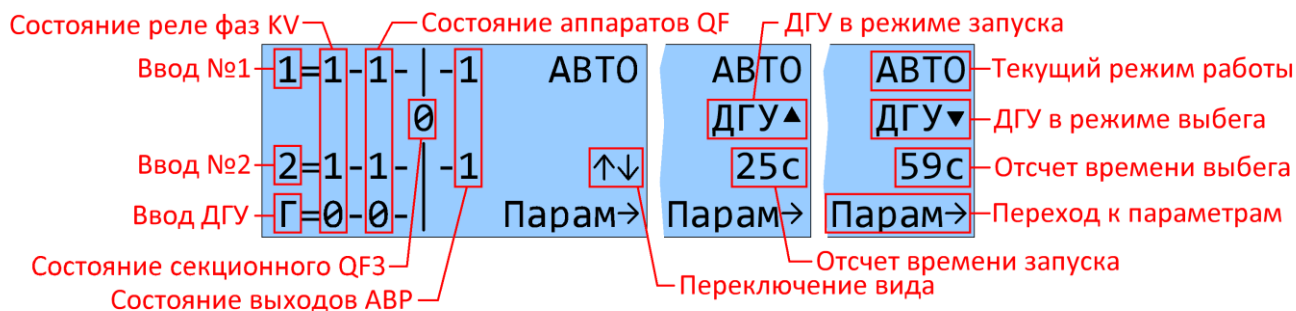 Состояние реле фаз KV
Состояние аппаратов QF
ДГУ в режиме запуска
Ввод №1
1=1-1-|-1 АВТО
АВТО
АВТО
Текущий режим работы
0
ДГУ▲
ДГУ▼
ДГУ в режиме выбега
Ввод №2
2=1-1-|-1 ↑↓
25с
59с
Отсчет времени выбега
Ввод ДГУ
Г=0-0-| Парам→
Парам→
Парам→
Переход к параметрам
Состояние секционного QF3
Отсчет времени запуска
Переключение вида
Состояние выходов АВР